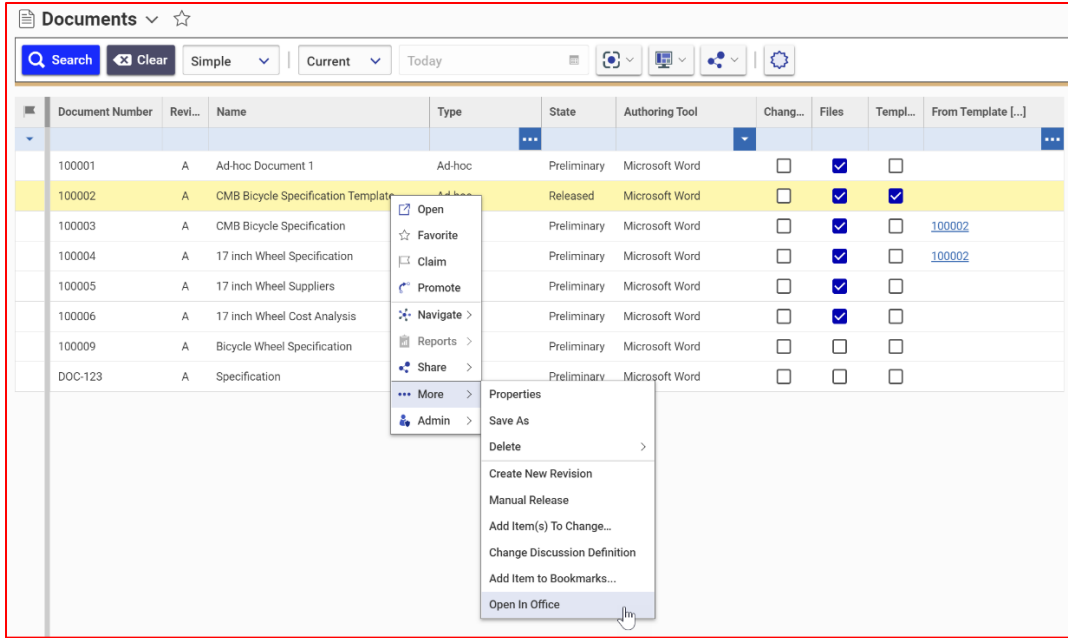 Documents
Search Clear Simple Current Today
Document Number Revi... Name Type State Authoring Tool Chang... Files Templ... From Template [...]
100001 A Ad-hoc Document 1 Ad-hoc Preliminary Microsoft Word
100002 A CMB Bicycle Specification Template Ad-hoc Released Microsoft Word
100003 A CMB Bicycle Specification Preliminary Microsoft Word 100002
100004 A 17 inch Wheel Specification Preliminary Microsoft Word 100002
100005 A 17 inch Wheel Suppliers Preliminary Microsoft Word
100006 A 17 inch Wheel Cost Analysis Preliminary Microsoft Word
100009 A Bicycle Wheel Specification Preliminary Microsoft Word
DOC-123 A Specification Preliminary Microsoft Word
Open
Favorite
Claim
Promote
Navigate
Reports
Share
More
Admin
Properties
Save As
Delete
Create New Revision
Manual Release
Add Item(s) To Change...
Change Discussion Definition
Add Item to Bookmarks...
Open In Office